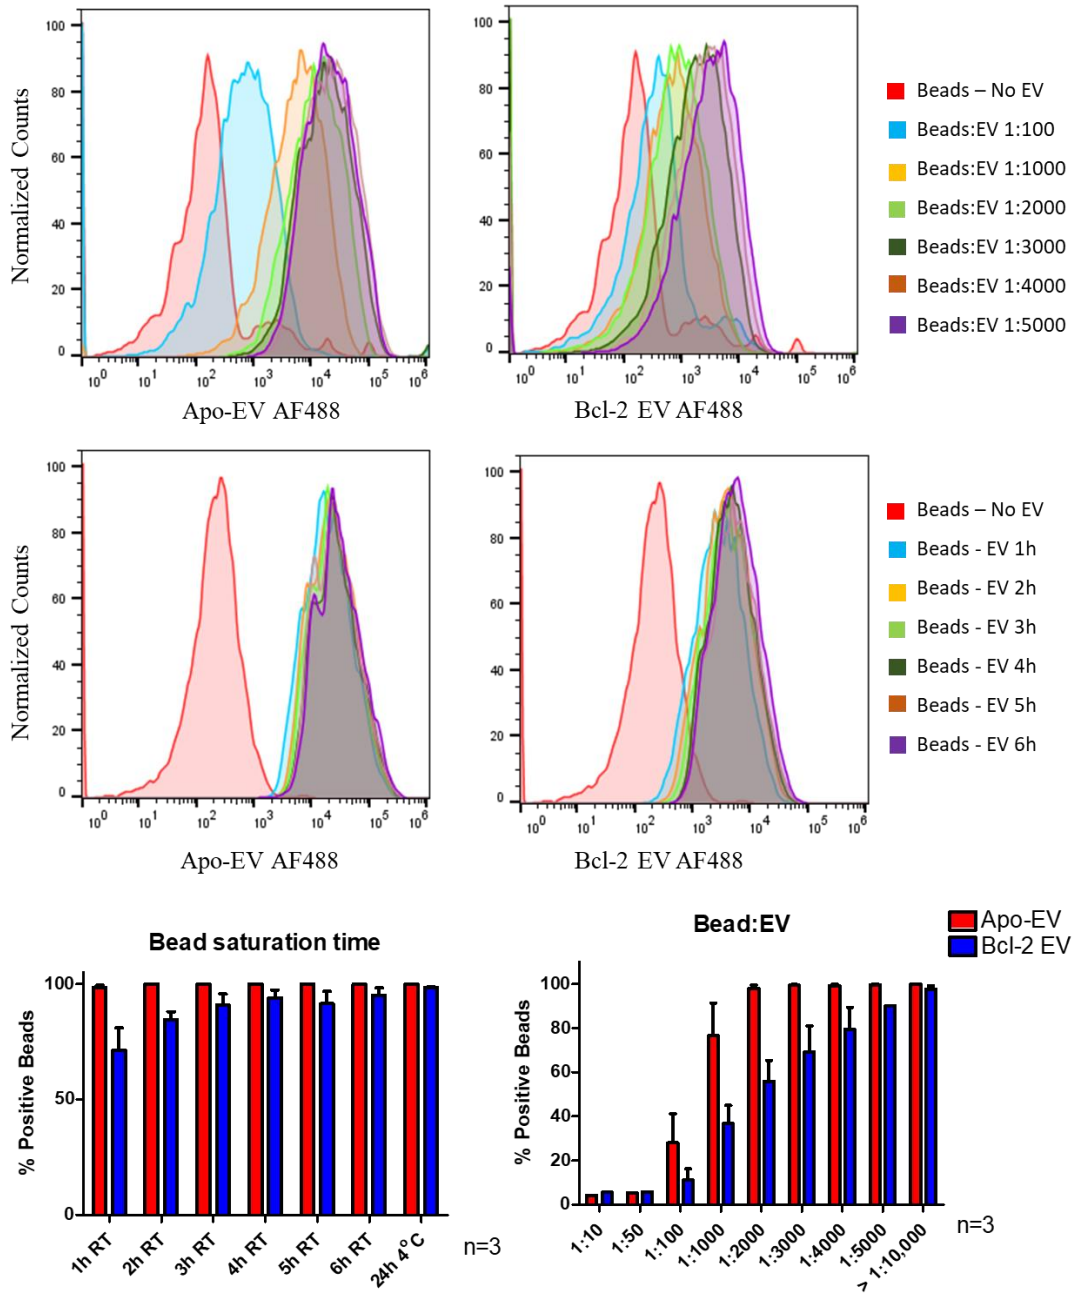 100
80
60
40
20
0
Normalized Counts
10^0 10^1 10^2 10^3 10^4 10^5 10^6
Apo-EV AF488
100
80
60
40
20
0
10^0 10^1 10^2 10^3 10^4 10^5 10^6
Bcl-2 EV AF488
Beads – No EV
Beads:EV 1:100
Beads:EV 1:1000
Beads:EV 1:2000
Beads:EV 1:3000
Beads:EV 1:4000
Beads:EV 1:5000
100
80
60
40
20
0
Normalized Counts
10^0 10^1 10^2 10^3 10^4 10^5 10^6
Apo-EV AF488
100
80
60
40
20
0
10^0 10^1 10^2 10^3 10^4 10^5 10^6
Bcl-2 EV AF488
Beads – No EV
Beads - EV 1h
Beads - EV 2h
Beads - EV 3h
Beads - EV 4h
Beads - EV 5h
Beads - EV 6h
Bead saturation time
% Positive Beads
100
50
0
1h RT
2h RT
3h RT
4h RT
5h RT
6h RT
24h 4°C
n=3
Bead:EV
Apo-EV
Bcl-2 EV
% Positive Beads
100
80
60
40
20
0
1:10
1:50
1:100
1:1000
1:2000
1:3000
1:4000
1:5000
> 1:10,000
n=3